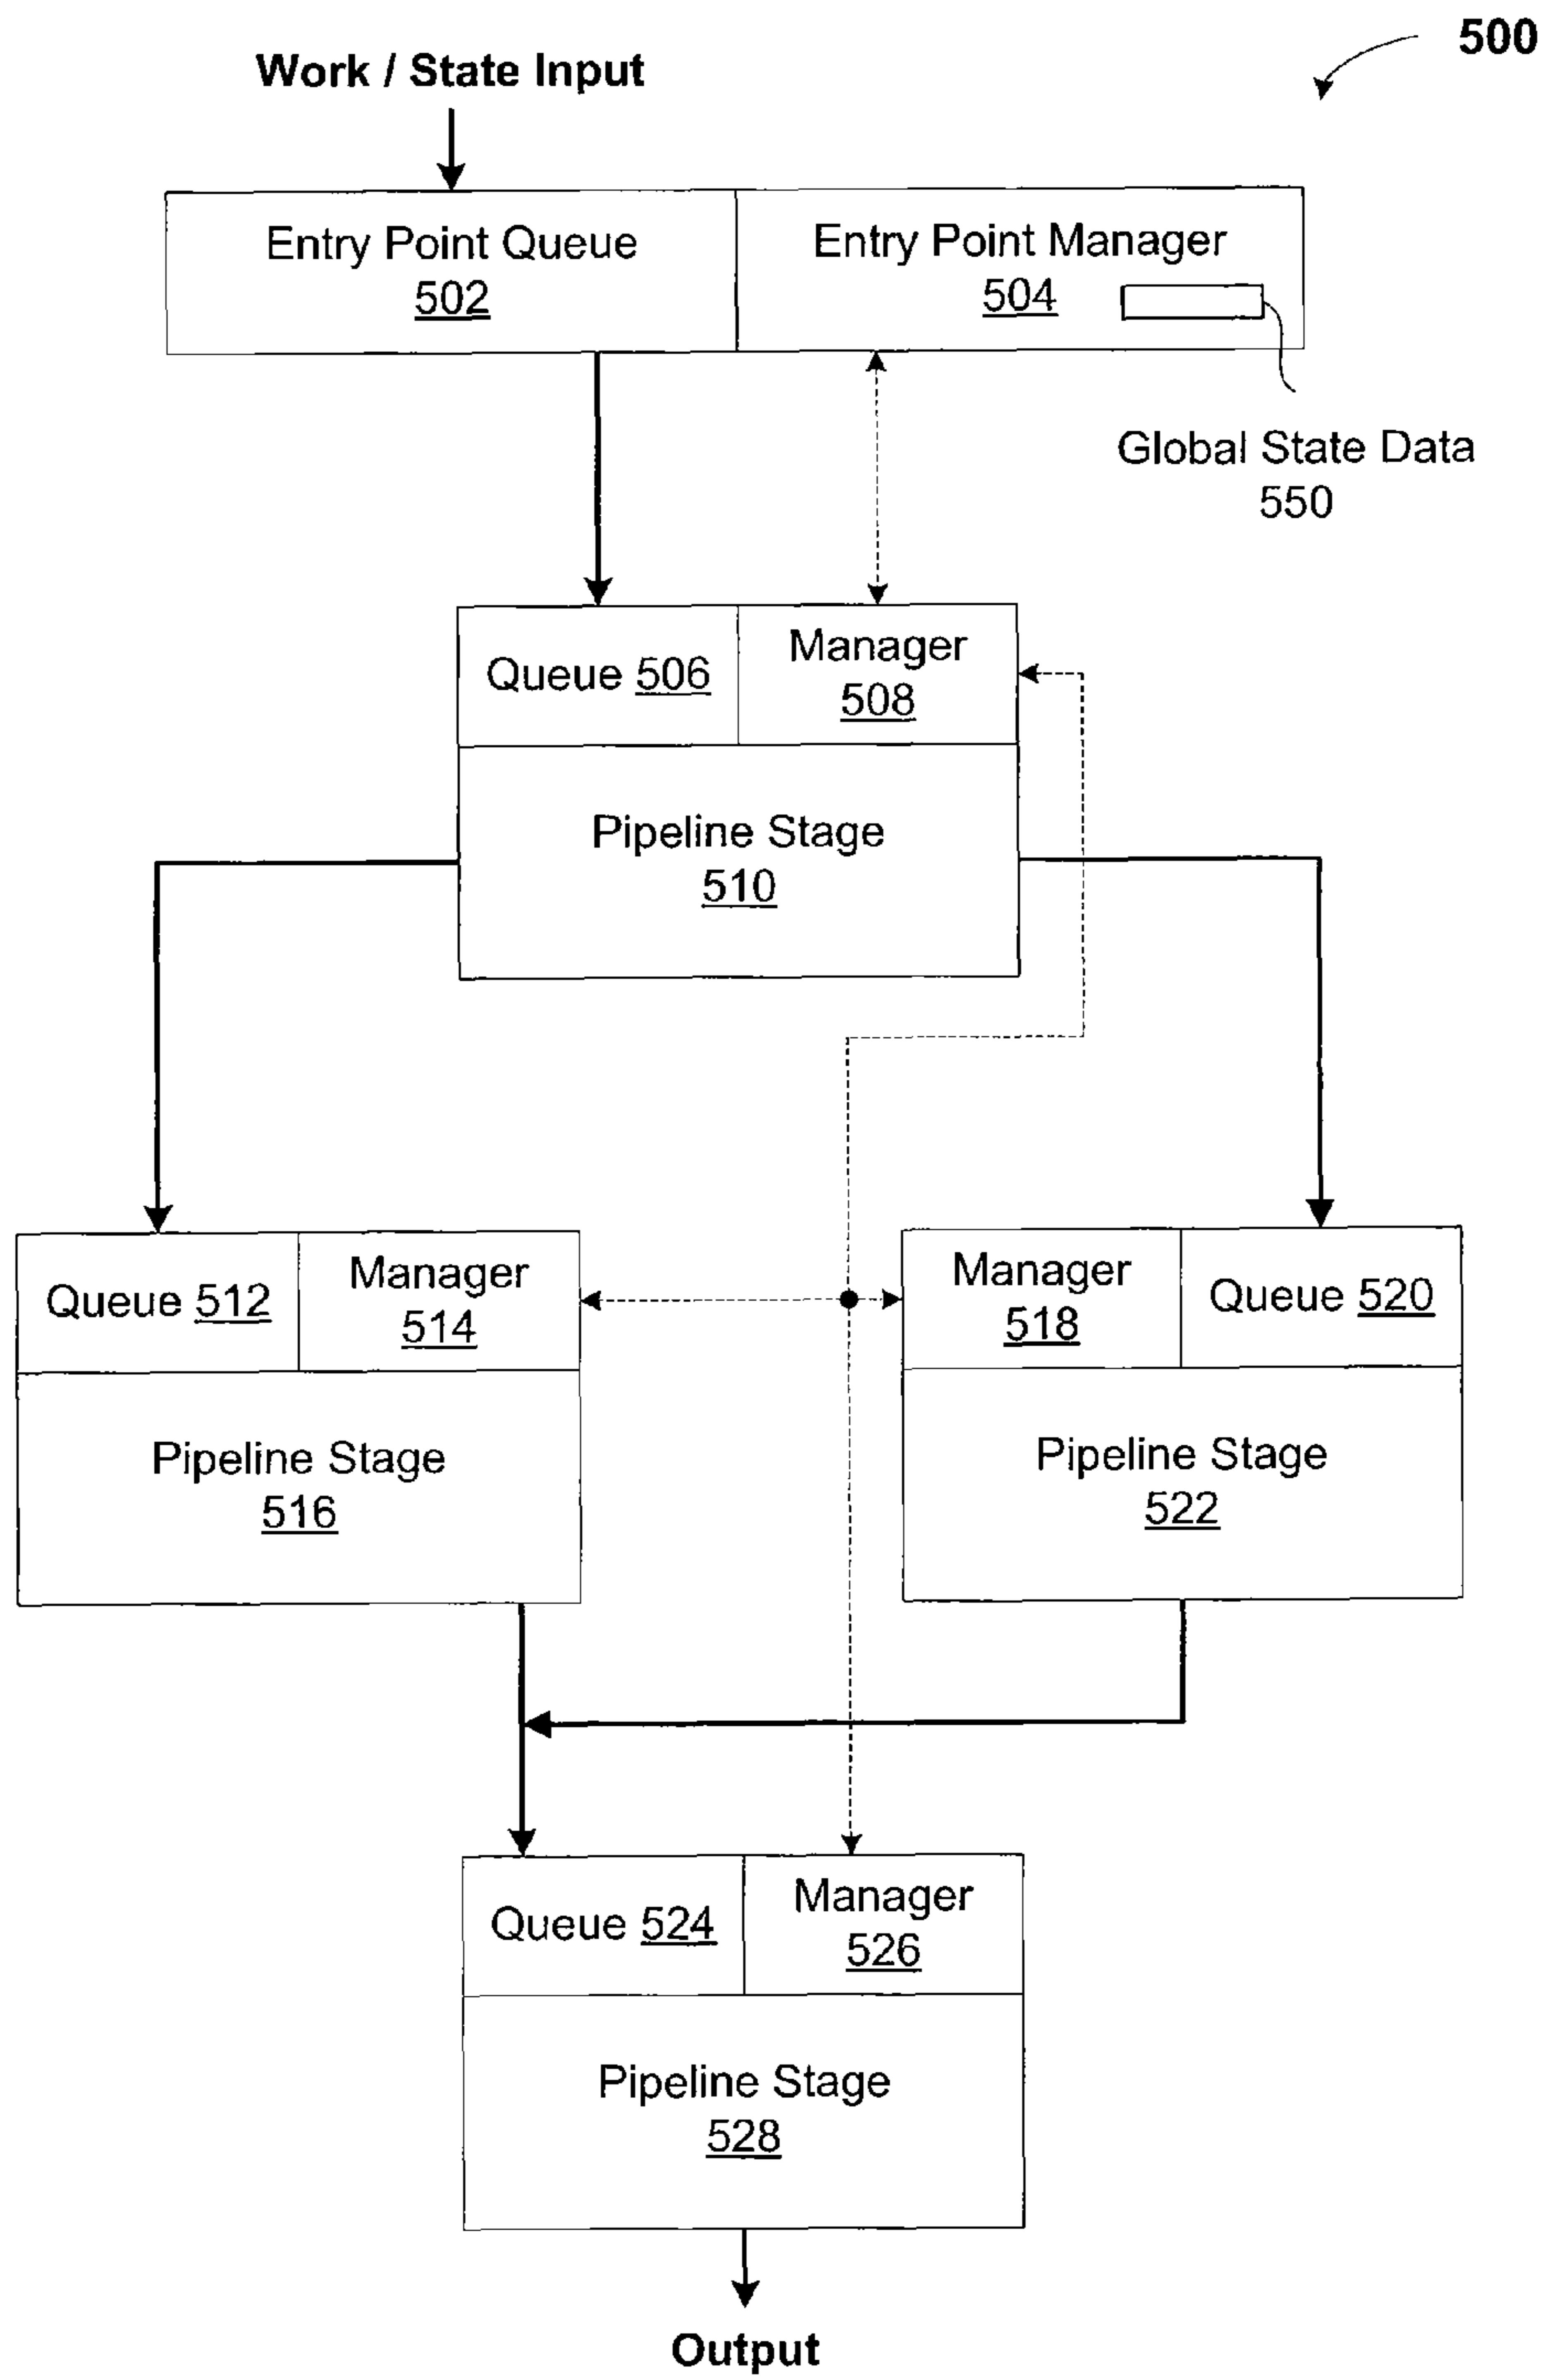 500
Work / State Input
Entry Point Queue
502
Entry Point Manager
504
Global State Data
550
Queue 506
Manager
508
Pipeline Stage
510
Queue 512
Manager
514
Pipeline Stage
516
Manager
518
Queue 520
Pipeline Stage
522
Queue 524
Manager
526
Pipeline Stage
528
Output